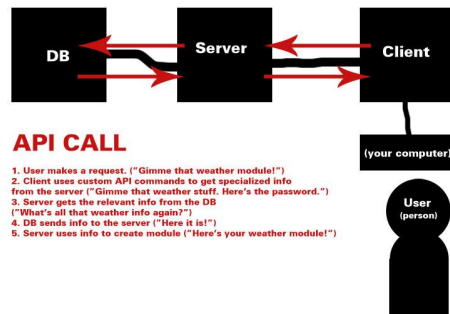 DB
Server
Client
API CALL
(your computer)
1. User makes a request. ("Gimme that weather module!")
2. Client uses custom API commands to get specialized info
from the server ("Gimme that weather stuff. Here's the password.")
3. Server gets the relevant info from the DB
("What's all that weather info again?")
4. DB sends info to the server ("Here it is!")
5. Server uses info to create module ("Here's your weather module!")
User
(person)